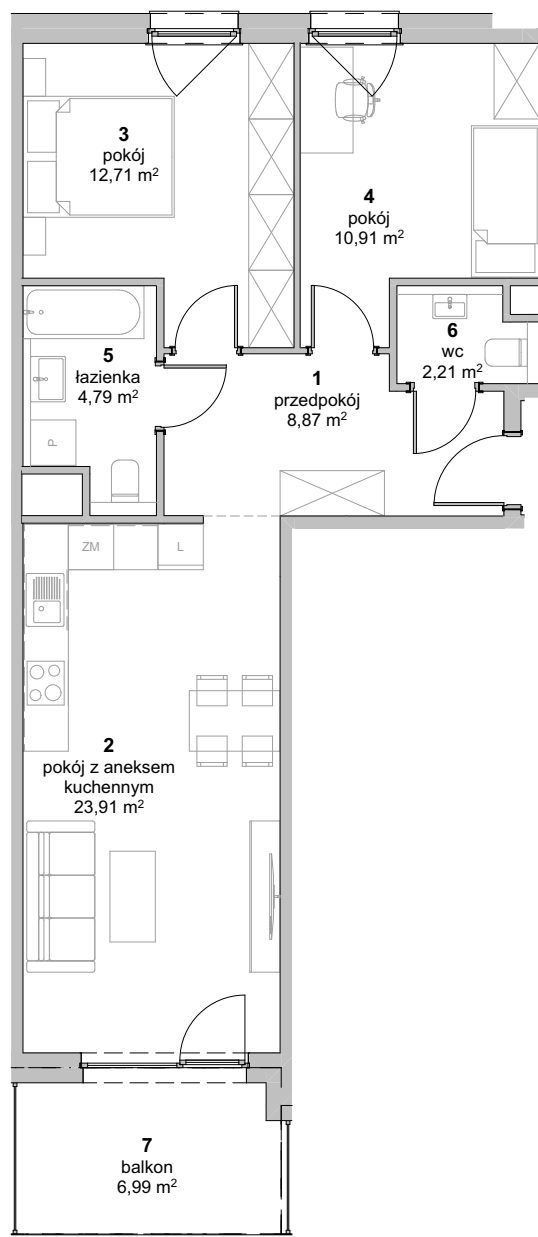 3
pokój
12,71 m²
4
pokój
10,91 m²
5
łazienka
4,79 m²
6
wc
2,21 m²
1
przedpokój
8,87 m²
P
ZM
L
2
pokój z aneksem
kuchennym
23,91 m²
7
balkon
6,99 m²